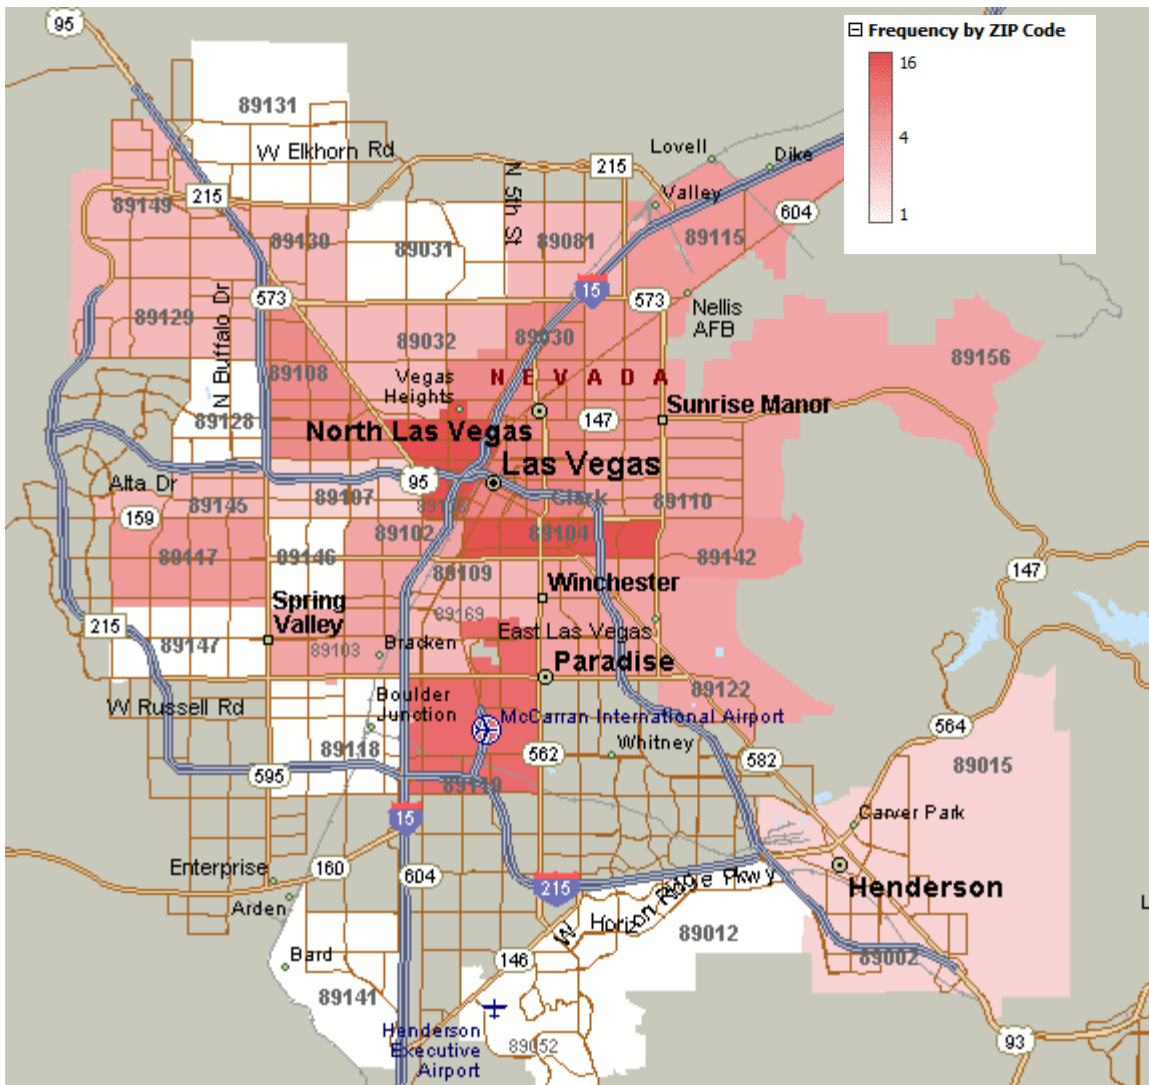 95
Frequency by ZIP Code
16
4
1
89131
W Elkhorn Rd
N 5th St
215
Lovell
Dike
Valley
604
215
89149
89130
89031
89081
89115
15
573
573
Nellis
AFB
N Buffalo Dr
89129
89032
89030
89156
89108
Vegas
Heights
NEVADA
89128
147
Sunrise Manor
North Las Vegas
Las Vegas
95
Alta Dr
89145
89107
89106
Clark
89110
159
89102
89104
89117
89146
89142
89109
147
Winchester
Spring
Valley
89169
East Las Vegas
215
89147
89103
Bracken
Paradise
W Russell Rd
Boulder
Junction
89122
McCarran International Airport
564
89118
562
Whitney
582
595
89119
89015
15
Carver Park
Enterprise
160
604
215
Henderson
Arden
W Horizon Ridge Pkwy
89012
Bard
146
89002
89141
Henderson
Executive
Airport
89052
93
L